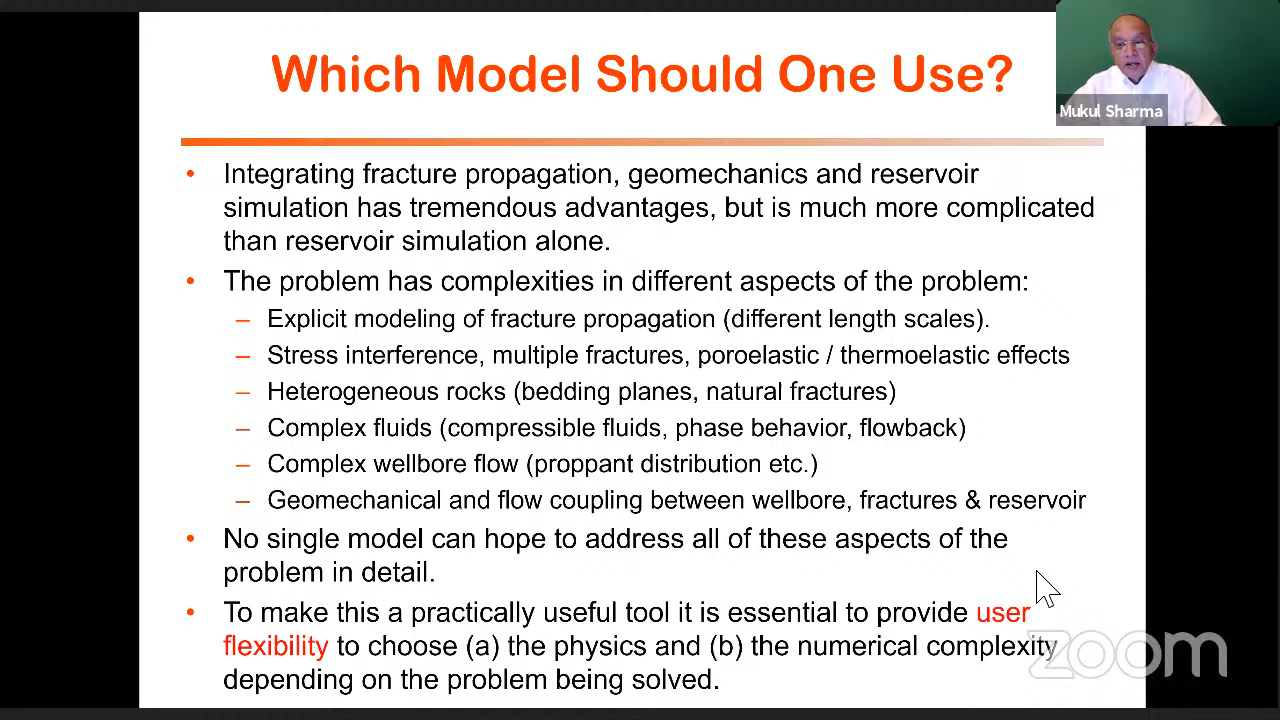 Which Model Should One Use?
Mukul Sharma
• Integrating fracture propagation, geomechanics and reservoir
simulation has tremendous advantages, but is much more complicated
than reservoir simulation alone.
• The problem has complexities in different aspects of the problem:
– Explicit modeling of fracture propagation (different length scales).
– Stress interference, multiple fractures, poroelastic / thermoelastic effects
– Heterogeneous rocks (bedding planes, natural fractures)
– Complex fluids (compressible fluids, phase behavior, flowback)
– Complex wellbore flow (proppant distribution etc.)
– Geomechanical and flow coupling between wellbore, fractures & reservoir
• No single model can hope to address all of these aspects of the
problem in detail.
• To make this a practically useful tool it is essential to provide user
flexibility to choose (a) the physics and (b) the numerical complexity
depending on the problem being solved.
zoom